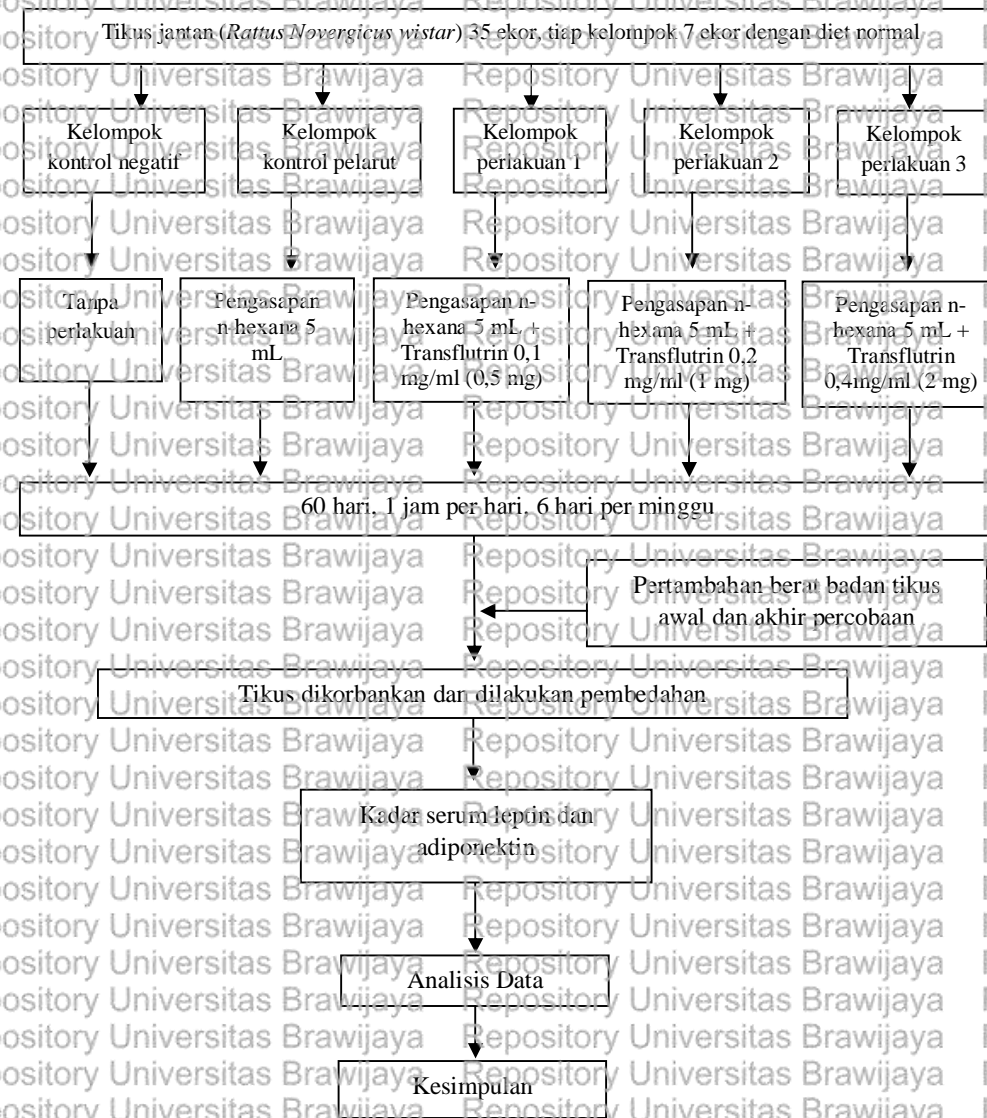 Tikus jantan (Rattus Novergicus wistar) 35 ekor, tiap kelompok 7 ekor dengan diet normal
Kelompok
kontrol negatif
Kelompok
kontrol pelarut
Kelompok
perlakuan 1
Kelompok
perlakuan 2
Kelompok
perlakuan 3
Tanpa
perlakuan
Pengasapan
n-hexana 5
mL
Pengasapan n-
hexana 5 mL +
Transflutrin 0,1
mg/ml (0,5 mg)
Pengasapan n-
hexana 5 mL +
Transflutrin 0,2
mg/ml (1 mg)
Pengasapan n-
hexana 5 mL +
Transflutrin
0,4mg/ml (2 mg)
60 hari, 1 jam per hari, 6 hari per minggu
Pertambahan berat badan tikus
awal dan akhir percobaan
Tikus dikorbankan dan dilakukan pembedahan
Kadar serum leptin dan
adiponektin
Analisis Data
Kesimpulan
Repository Universitas Brawijaya